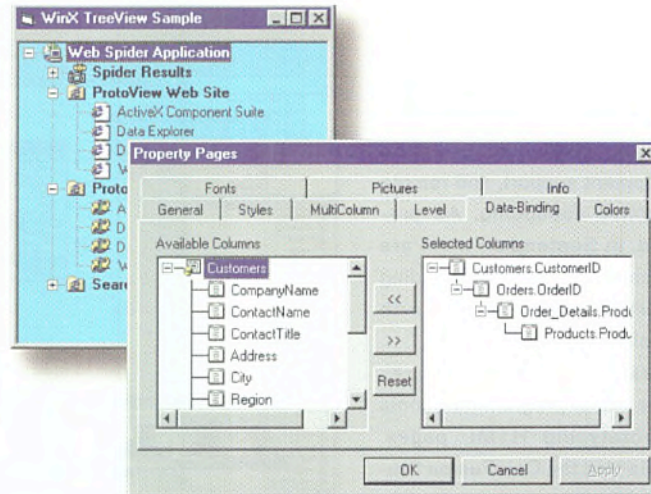 WinX TreeView Sample
Web Spider Application
Spider Results
ProtoView Web Site
ActiveX Component Suite
Data Explorer
D
V
Proto
A
D
D
V
Sear
Property Pages
Fonts Pictures Info
General Styles MultiColumn Level Data-Binding Colors
Available Columns
Customers
CompanyName
ContactName
ContactTitle
Address
City
Region
<<
>>
Reset
Selected Columns
Customers.CustomerID
Orders.OrderID
Order_Details.Produ
Products.Produ
OK Cancel Apply